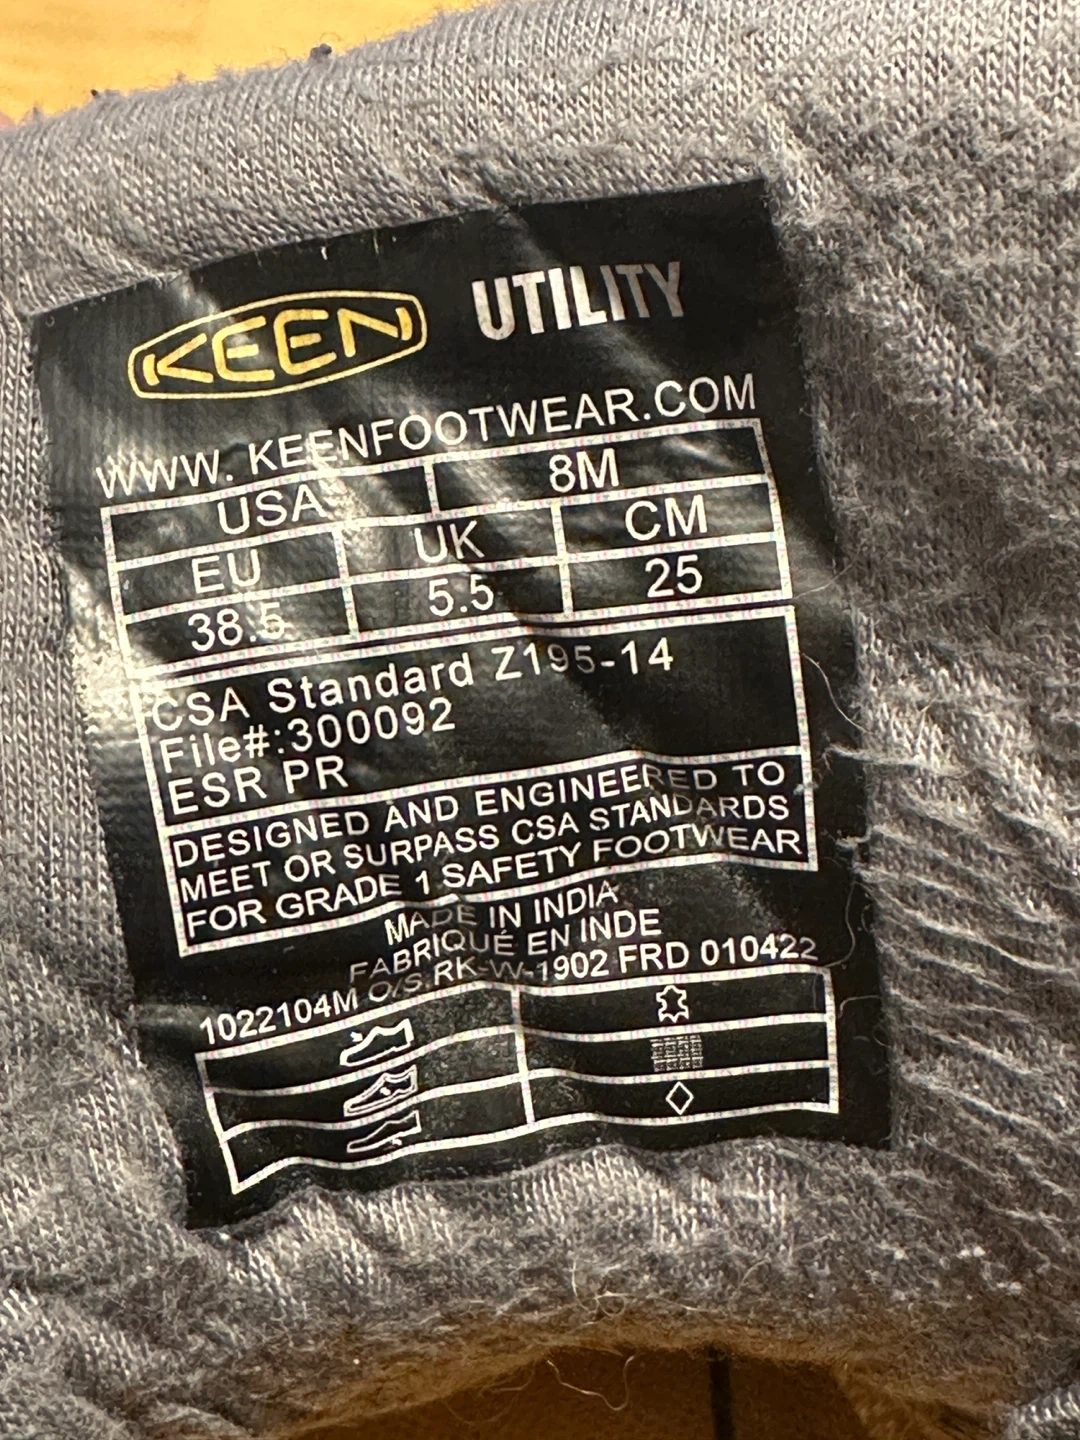 KEEN UTILITY
WWW. KEENFOOTWEAR.COM
USA 8M
EU UK CM
38.5 5.5 25
CSA Standard Z195-14
File#:300092
ESR PR
DESIGNED AND ENGINEERED TO
MEET OR SURPASS CSA STANDARDS
FOR GRADE 1 SAFETY FOOTWEAR
MADE IN INDIA
FABRIQUÉ EN INDE
1022104M O/S RK-W-1902 FRD 010422